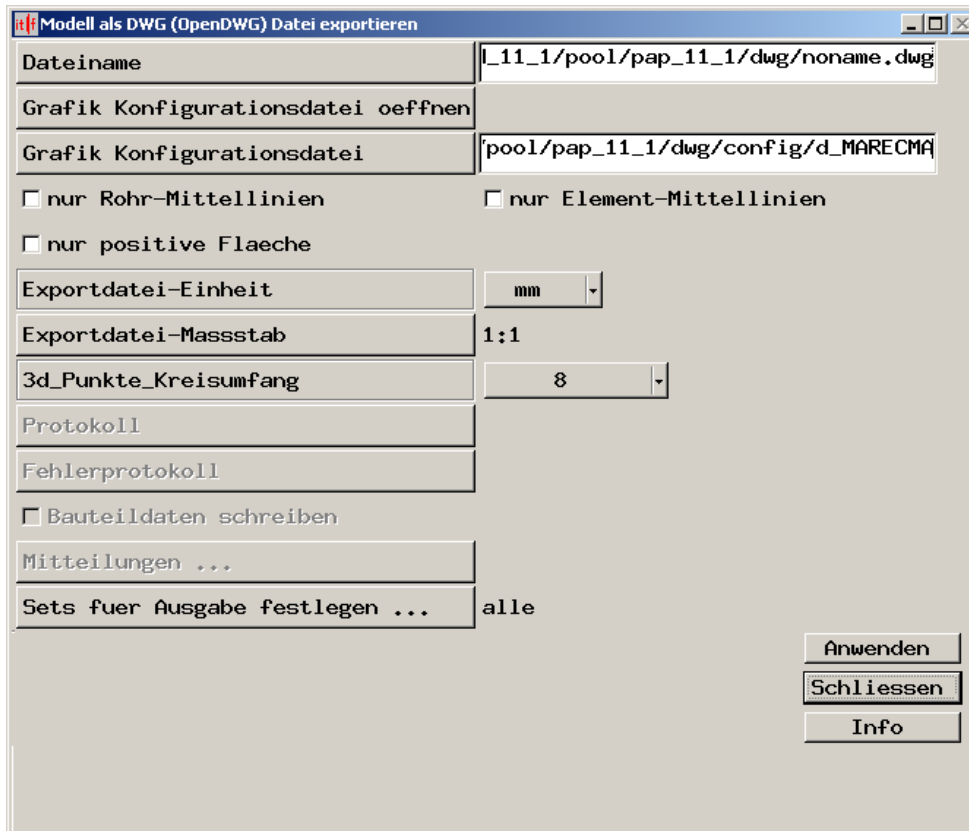 it f Modell als DWG (OpenDWG) Datei exportieren
Dateiname _11_1/pool/pap_11_1/dwg/noname.dwg
Grafik Konfigurationsdatei oeffnen
Grafik Konfigurationsdatei pool/pap_11_1/dwg/config/d_MARECMA
nur Rohr-Mittellinien nur Element-Mittellinien
nur positive Flaeche
Exportdatei-Einheit mm
Exportdatei-Massstab 1:1
3d_Punkte_Kreisumfang 8
Protokoll
Fehlerprotokoll
Bauteildaten schreiben
Mitteilungen ...
Sets fuer Ausgabe festlegen ... alle
Anwenden
Schliessen
Info